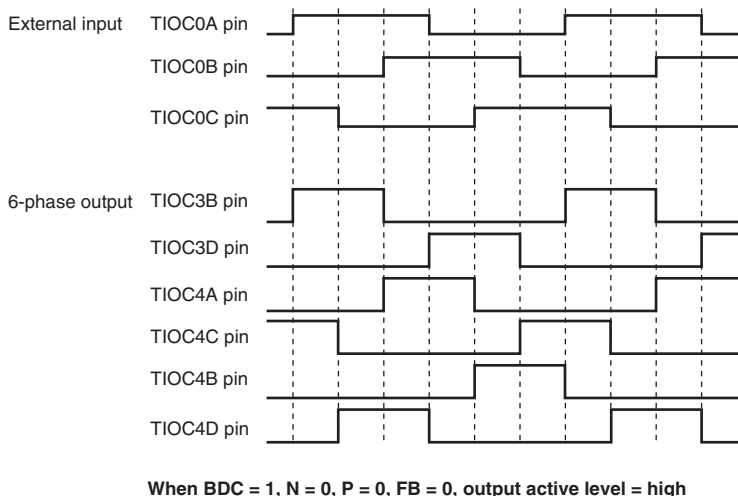 External input TIOC0A pin
TIOC0B pin
TIOC0C pin
6-phase output TIOC3B pin
TIOC3D pin
TIOC4A pin
TIOC4C pin
TIOC4B pin
TIOC4D pin
When BDC = 1, N = 0, P = 0, FB = 0, output active level = high